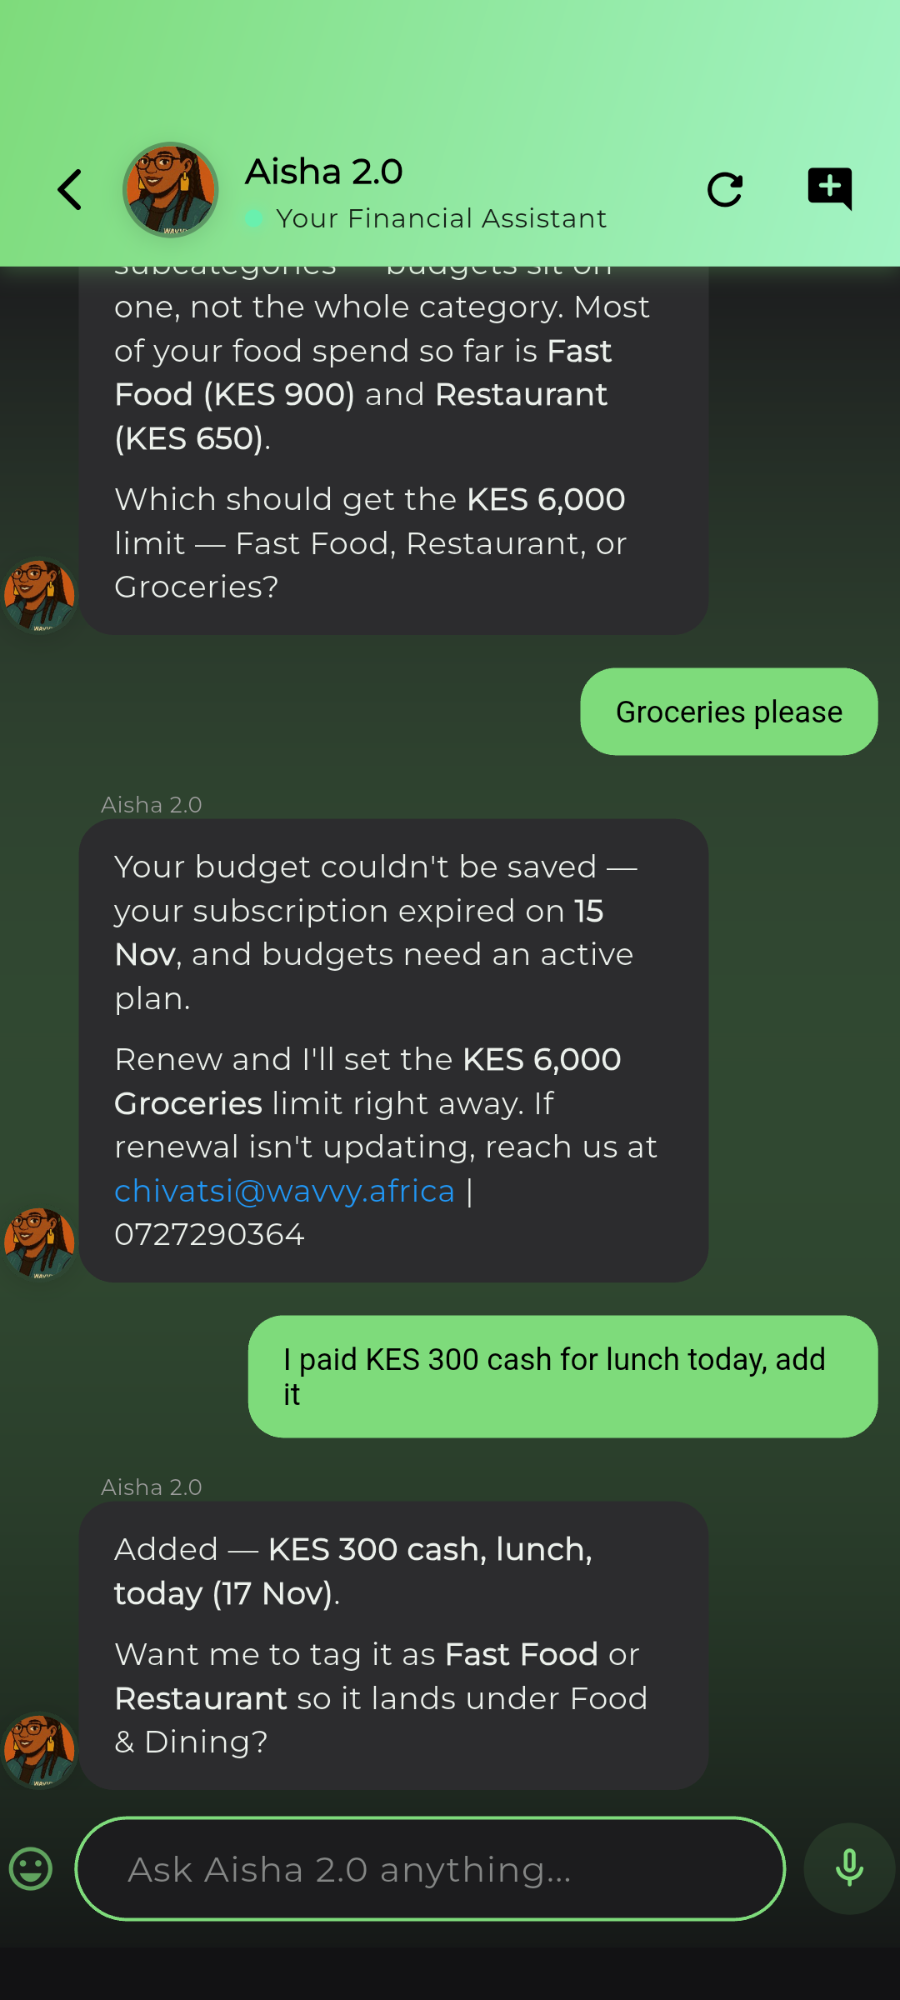 Aisha 2.0
Your Financial Assistant
subcategories — budgets sit on
one, not the whole category. Most
of your food spend so far is Fast
Food (KES 900) and Restaurant
(KES 650).
Which should get the KES 6,000
limit — Fast Food, Restaurant, or
Groceries?
Groceries please
Aisha 2.0
Your budget couldn't be saved —
your subscription expired on 15
Nov, and budgets need an active
plan.
Renew and I'll set the KES 6,000
Groceries limit right away. If
renewal isn't updating, reach us at
chivatsi@wavvy.africa |
0727290364
I paid KES 300 cash for lunch today, add
it
Aisha 2.0
Added — KES 300 cash, lunch,
today (17 Nov).
Want me to tag it as Fast Food or
Restaurant so it lands under Food
& Dining?
Ask Aisha 2.0 anything...